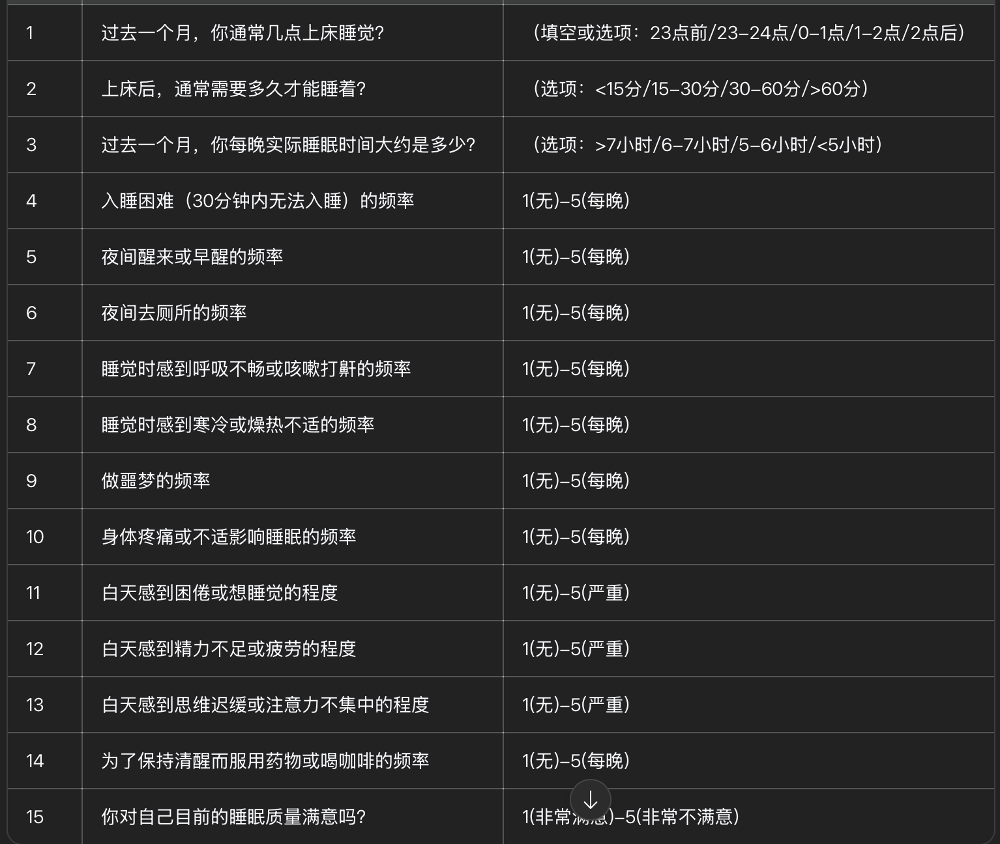 1 过去一个月，你通常几点上床睡觉？ （填空或选项：23点前/23–24点/0–1点/1–2点/2点后）
2 上床后，通常需要多久才能睡着？ （选项：<15分/15–30分/30–60分/>60分）
3 过去一个月，你每晚实际睡眠时间大约是多少？ （选项：>7小时/6–7小时/5–6小时/<5小时）
4 入睡困难（30分钟内无法入睡）的频率 1(无)–5(每晚)
5 夜间醒来或早醒的频率 1(无)–5(每晚)
6 夜间去厕所的频率 1(无)–5(每晚)
7 睡觉时感到呼吸不畅或咳嗽打鼾的频率 1(无)–5(每晚)
8 睡觉时感到寒冷或燥热不适的频率 1(无)–5(每晚)
9 做噩梦的频率 1(无)–5(每晚)
10 身体疼痛或不适影响睡眠的频率 1(无)–5(每晚)
11 白天感到困倦或想睡觉的程度 1(无)–5(严重)
12 白天感到精力不足或疲劳的程度 1(无)–5(严重)
13 白天感到思维迟缓或注意力不集中的程度 1(无)–5(严重)
14 为了保持清醒而服用药物或喝咖啡的频率 1(无)–5(每晚)
15 你对自己目前的睡眠质量满意吗？ 1(非常满意)–5(非常不满意)